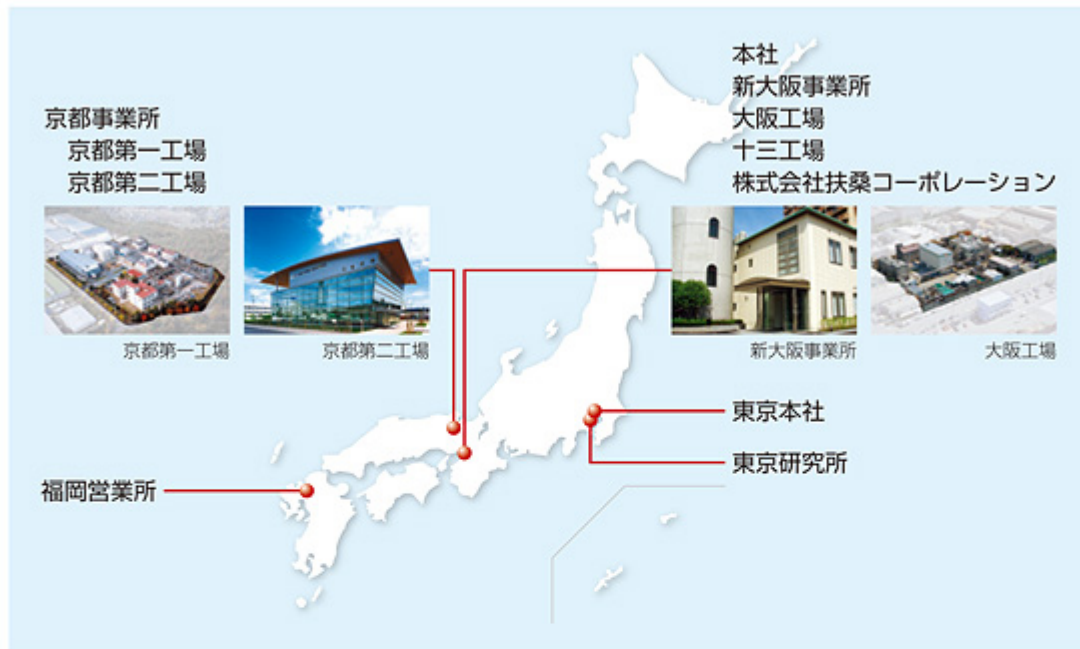 本社
新大阪事業所
大阪工場
十三工場
株式会社扶桑コーポレーション
京都事業所
京都第一工場
京都第二工場
京都第一工場
京都第二工場
新大阪事業所
大阪工場
東京本社
東京研究所
福岡営業所